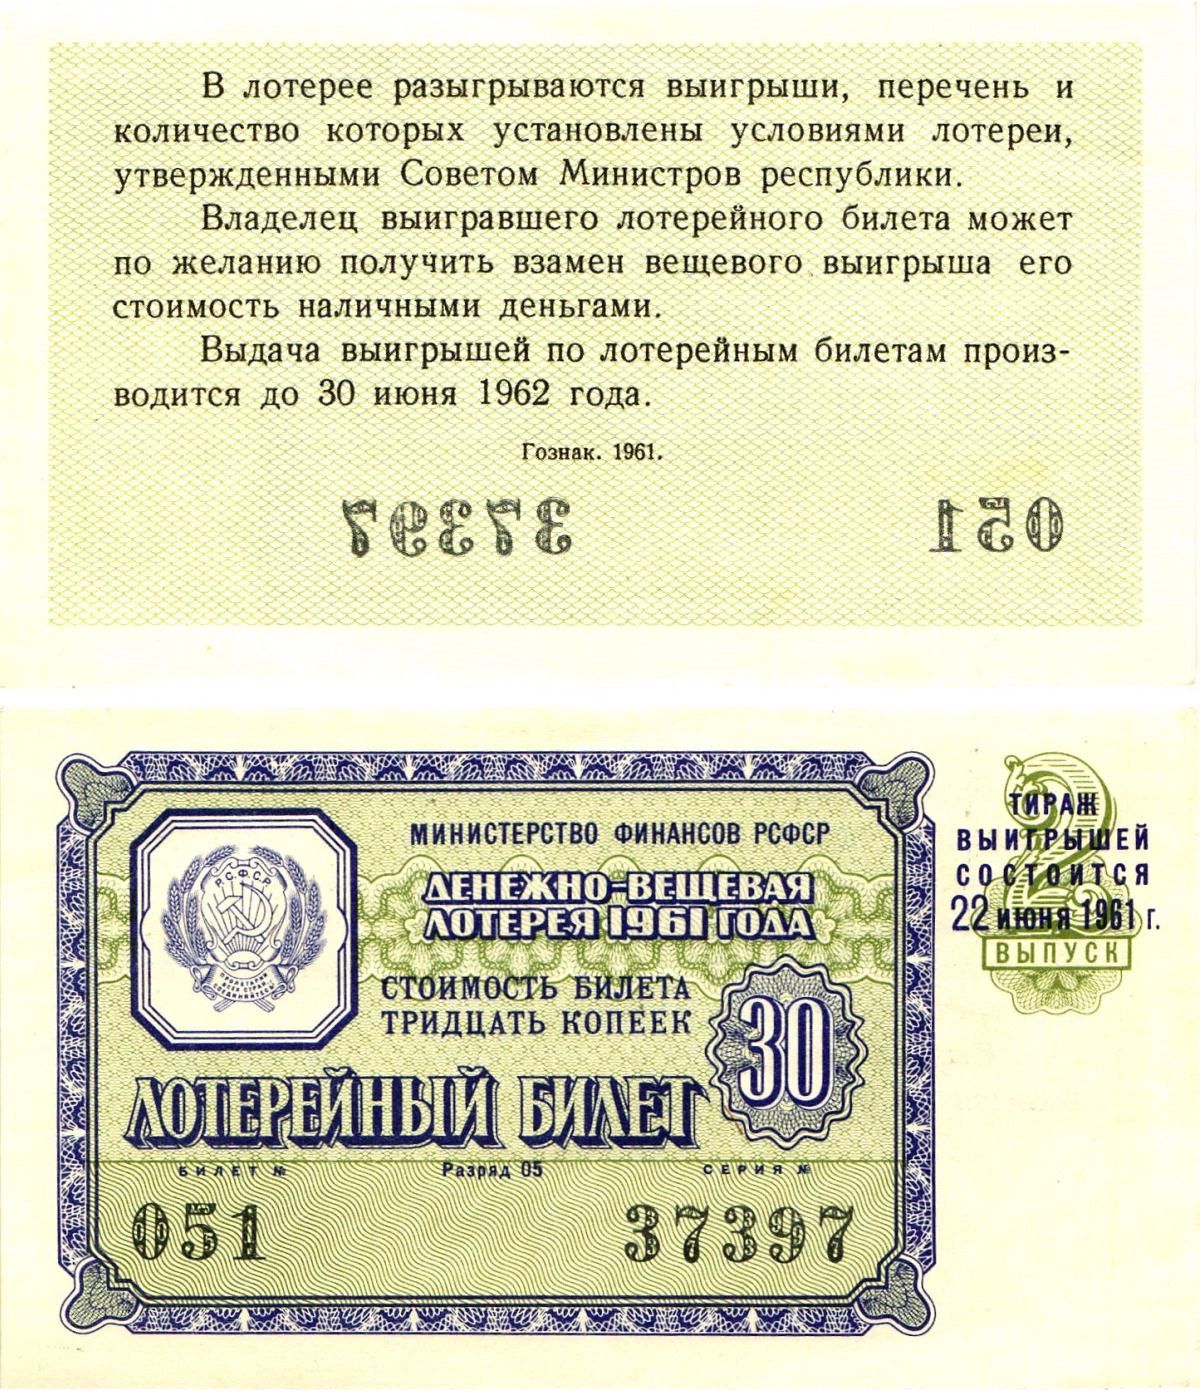 В лотерее разыгрываются выигрыши, перечень и
количество которых установлены условиями лотереи,
утвержденными Советом Министров республики.
Владелец выигравшего лотерейного билета может
по желанию получить взамен вещевого выигрыша его
стоимость наличными деньгами.
Выдача выигрышей по лотерейным билетам произ-
водится до 30 июня 1962 года.
Гознак. 1961.
37397 051
МИНИСТЕРСТВО ФИНАНСОВ РСФСР
ДЕНЕЖНО-ВЕЩЕВАЯ
ЛОТЕРЕЯ 1961 ГОДА
Р.С.Ф.С.Р.
СТОИМОСТЬ БИЛЕТА
ТРИДЦАТЬ КОПЕЕК
30
ЛОТЕРЕЙНЫЙ БИЛЕТ
БИЛЕТ № Разряд 05 СЕРИЯ №
051 37397
2
ТИРАЖ
ВЫИГРЫШЕЙ
СОСТОИТСЯ
22 июня 1961 г.
ВЫПУСК